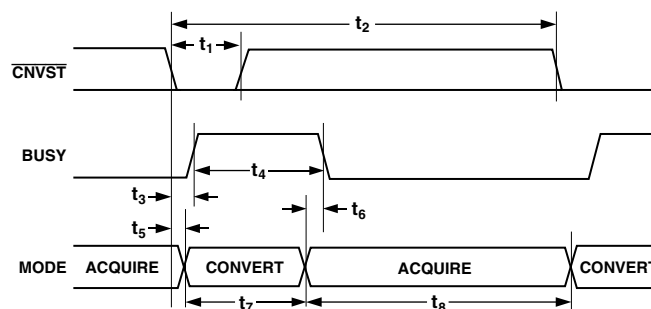 t2
t1
CNVST
BUSY
t4
t3
t6
t5
MODE ACQUIRE CONVERT ACQUIRE CONVERT
t7 t8